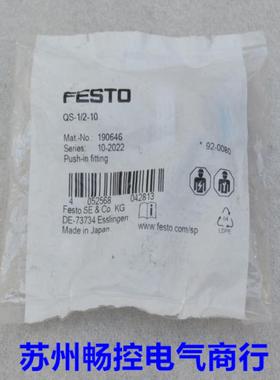 FESTO
QS-1/2-10
Mat.-No.: 190646
Series: 10-2022
Push-in fitting
* 92-0080
4 052568 042813
Festo SE & Co. KG
DE-73734 Esslingen
Made in Japan
www.festo.com/sp
04
LDPE
苏州畅控电气商行